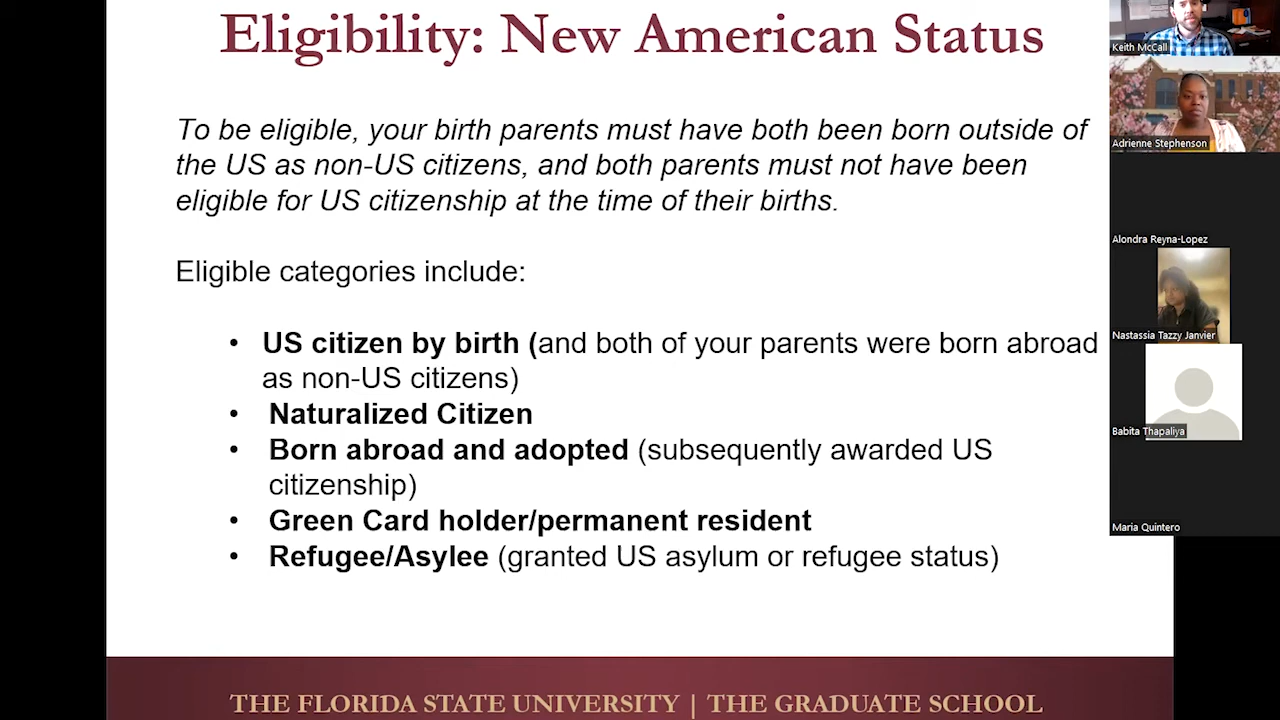 Eligibility: New American Status
To be eligible, your birth parents must have both been born outside of
the US as non-US citizens, and both parents must not have been
eligible for US citizenship at the time of their births.
Eligible categories include:
• US citizen by birth (and both of your parents were born abroad
as non-US citizens)
• Naturalized Citizen
• Born abroad and adopted (subsequently awarded US
citizenship)
• Green Card holder/permanent resident
• Refugee/Asylee (granted US asylum or refugee status)
THE FLORIDA STATE UNIVERSITY | THE GRADUATE SCHOOL
Keith McCall
Adrienne Stephenson
Alondra Reyna-Lopez
Nastassia Tazzy Janvier
Babita Thapaliya
Maria Quintero